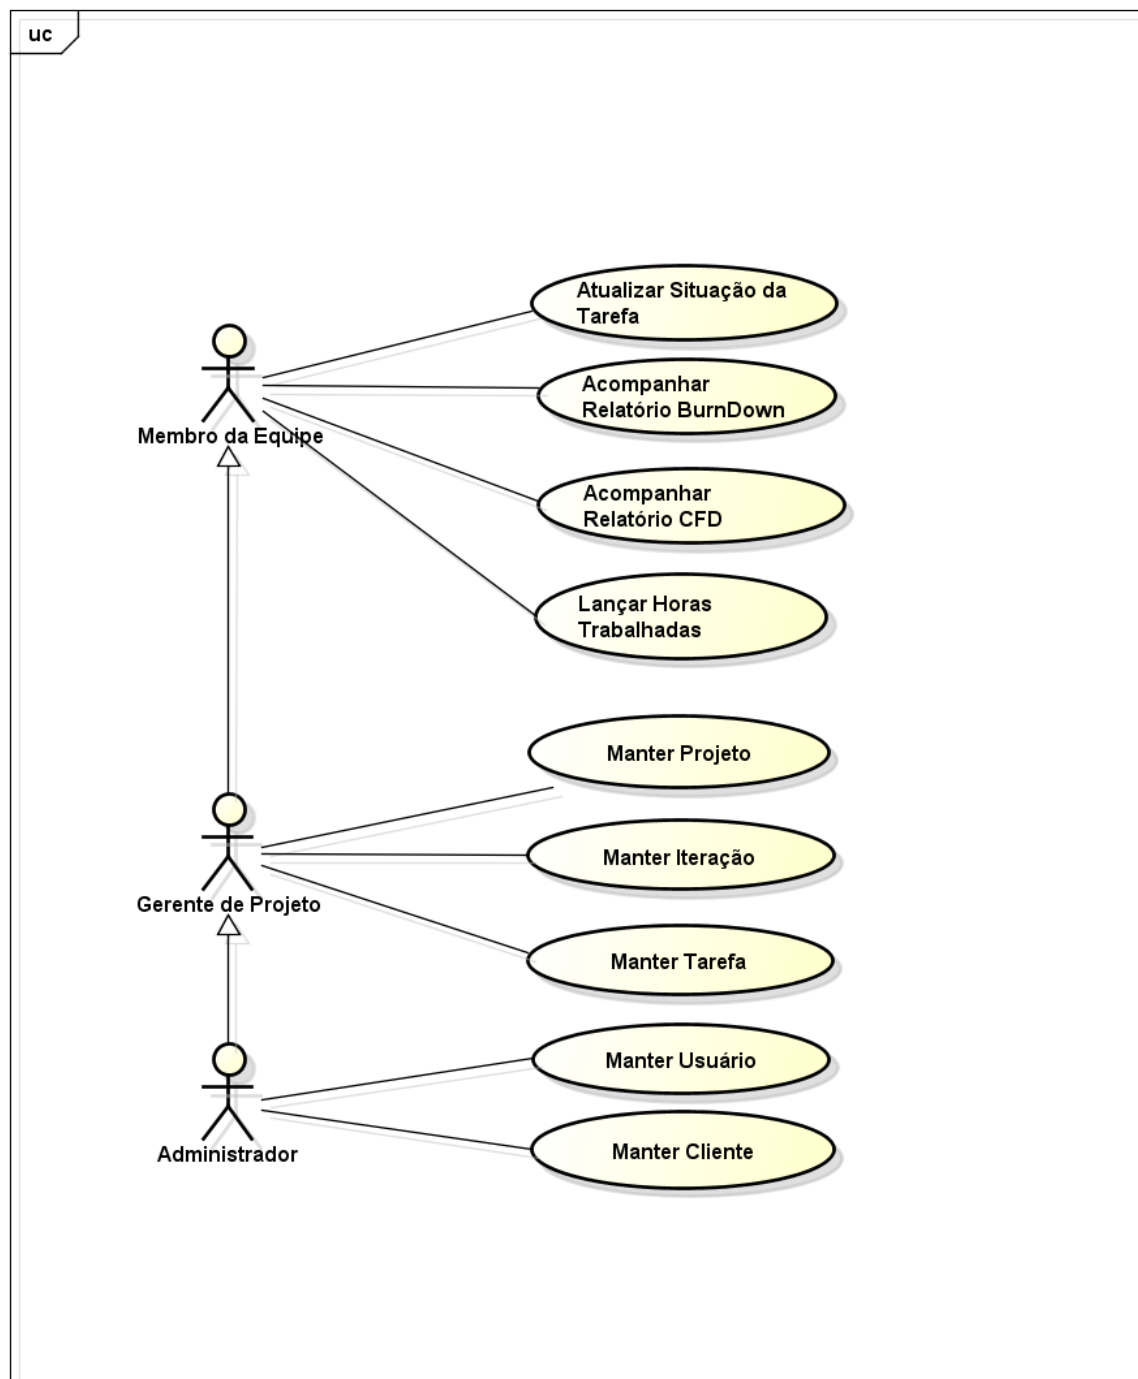 uc
Atualizar Situação da
Tarefa
Acompanhar
Relatório BurnDown
Membro da Equipe
Acompanhar
Relatório CFD
Lançar Horas
Trabalhadas
Manter Projeto
Manter Iteração
Gerente de Projeto
Manter Tarefa
Manter Usuário
Administrador
Manter Cliente